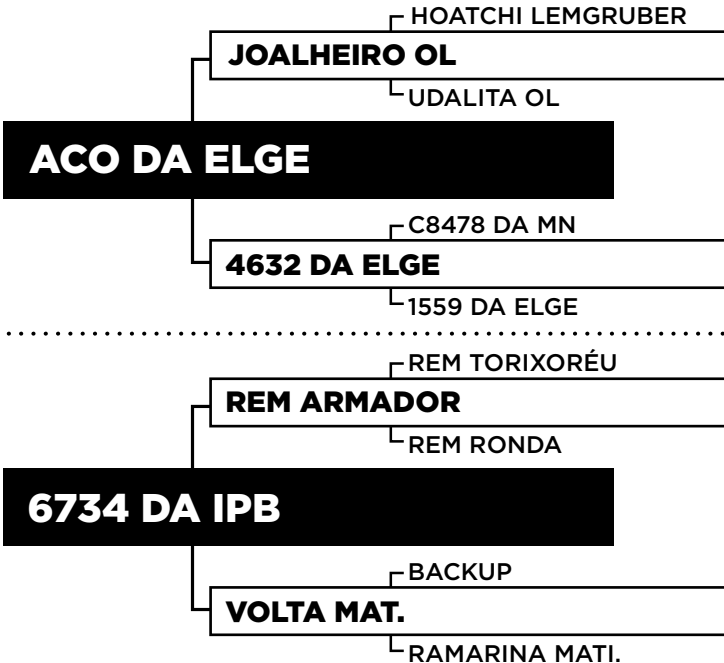 HOATCHI LEMGRUBER
JOALHEIRO OL
UDALITA OL
ACO DA ELGE
C8478 DA MN
4632 DA ELGE
1559 DA ELGE
REM TORIXORÉU
REM ARMADOR
REM RONDA
6734 DA IPB
BACKUP
VOLTA MAT.
RAMARINA MATI.